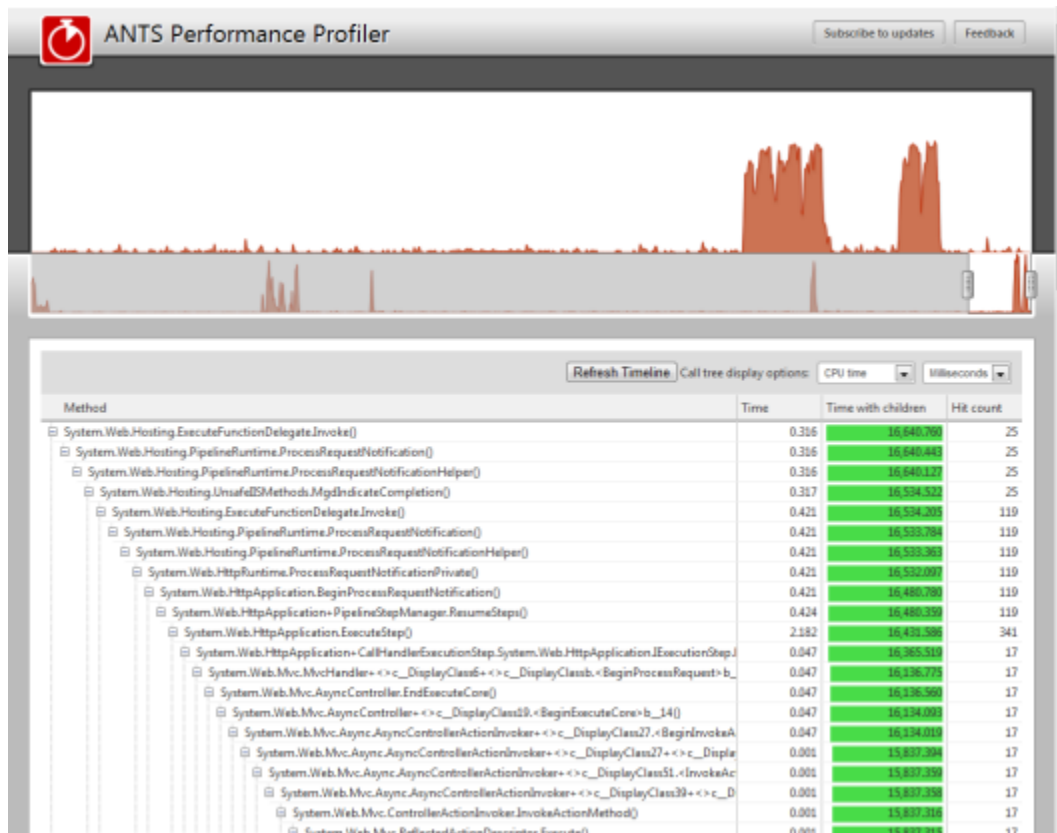 ANTS Performance Profiler Subscribe to updates Feedback
Refresh Timeline Call tree display options: CPU time Milliseconds
Method Time Time with children Hit count
System.Web.Hosting.ExecuteFunctionDelegate.Invoke() 0.316 16,640.760 25
System.Web.Hosting.PipelineRuntime.ProcessRequestNotification() 0.316 16,640.443 25
System.Web.Hosting.PipelineRuntime.ProcessRequestNotificationHelper() 0.316 16,640.127 25
System.Web.Hosting.UnsafeIISMethods.MgdIndicateCompletion() 0.317 16,534.522 25
System.Web.Hosting.ExecuteFunctionDelegate.Invoke() 0.421 16,534.205 119
System.Web.Hosting.PipelineRuntime.ProcessRequestNotification() 0.421 16,533.784 119
System.Web.Hosting.PipelineRuntime.ProcessRequestNotificationHelper() 0.421 16,533.363 119
System.Web.HttpRuntime.ProcessRequestNotificationPrivate() 0.421 16,532.097 119
System.Web.HttpApplication.BeginProcessRequestNotification() 0.421 16,480.780 119
System.Web.HttpApplication+PipelineStepManager.ResumeSteps() 0.424 16,480.359 119
System.Web.HttpApplication.ExecuteStep() 2.182 16,431.586 341
System.Web.HttpApplication+CallHandlerExecutionStep.System.Web.HttpApplication.IExecutionStep.I 0.047 16,365.519 17
System.Web.Mvc.MvcHandler+<>c__DisplayClass6+<>c__DisplayClassb.<BeginProcessRequest>b_ 0.047 16,136.775 17
System.Web.Mvc.AsyncController.EndExecuteCore() 0.047 16,136.560 17
System.Web.Mvc.AsyncController+<>c__DisplayClass19.<BeginExecuteCore>b__14() 0.047 16,134.093 17
System.Web.Mvc.Async.AsyncControllerActionInvoker+<>c__DisplayClass27.<BeginInvokeA 0.047 16,134.019 17
System.Web.Mvc.Async.AsyncControllerActionInvoker+<>c__DisplayClass27+<>c__Displa 0.001 15,837.394 17
System.Web.Mvc.Async.AsyncControllerActionInvoker+<>c__DisplayClass51.<InvokeAc 0.001 15,837.359 17
System.Web.Mvc.Async.AsyncControllerActionInvoker+<>c__DisplayClass39+<>c__D 0.001 15,837.358 17
System.Web.Mvc.ControllerActionInvoker.InvokeActionMethod() 0.001 15,837.316 17
System.Web.Mvc.ReflectedActionDescriptor.Execute() 0.001 15,837.315 17